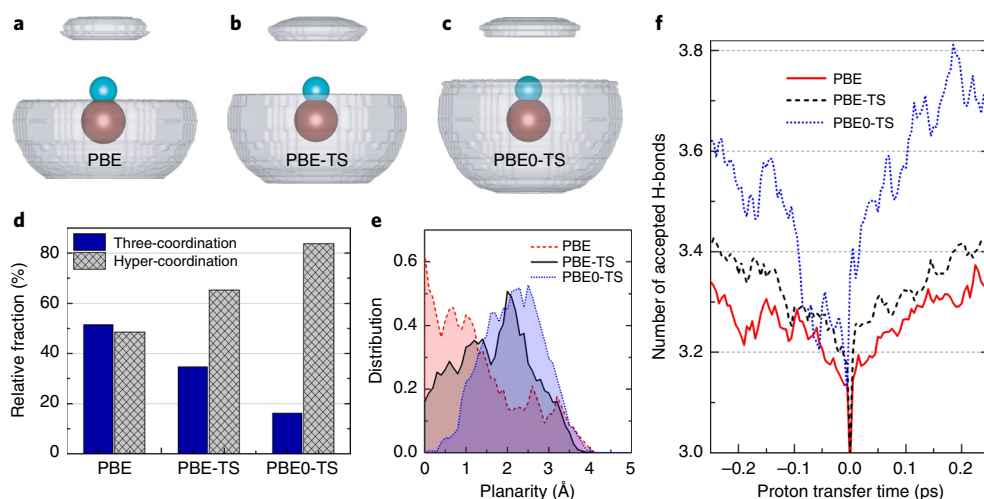 a
b
c
PBE
PBE-TS
PBE0-TS
d
Relative fraction (%)
80
60
40
20
0
Three-coordination
Hyper-coordination
PBE
PBE-TS
PBE0-TS
e
Distribution
0.6
0.4
0.2
0.0
PBE
PBE-TS
PBE0-TS
0
1
2
3
4
5
Planarity (Å)
f
Number of accepted H-bonds
3.8
3.6
3.4
3.2
3.0
PBE
PBE-TS
PBE0-TS
−0.2
−0.1
0.0
0.1
0.2
Proton transfer time (ps)